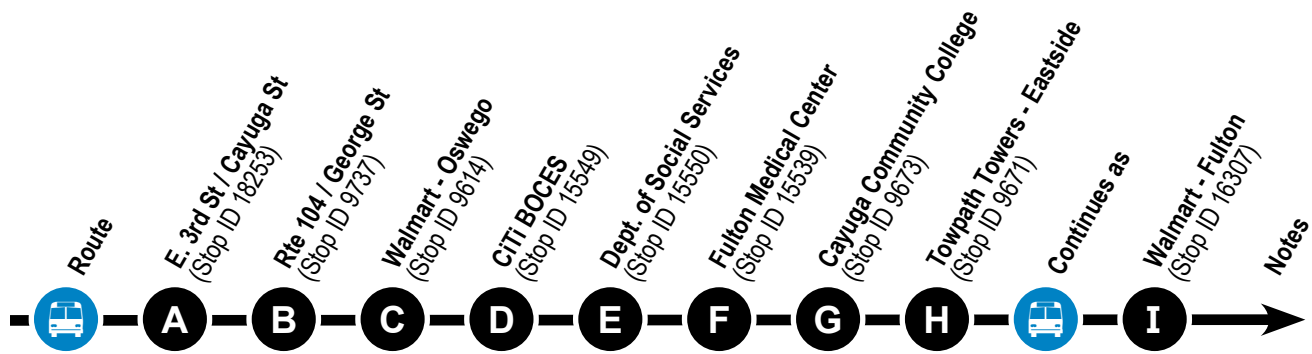 Route
E. 3rd St / Cayuga St
(Stop ID 18253)
Rte 104 / George St
(Stop ID 9737)
Walmart - Oswego
(Stop ID 9614)
CiTi BOCES
(Stop ID 15549)
Dept. of Social Services
(Stop ID 15550)
Fulton Medical Center
(Stop ID 15539)
Cayuga Community College
(Stop ID 9673)
Towpath Towers - Eastside
(Stop ID 9671)
Continues as
Walmart - Fulton
(Stop ID 16307)
Notes
A B C D E F G H I